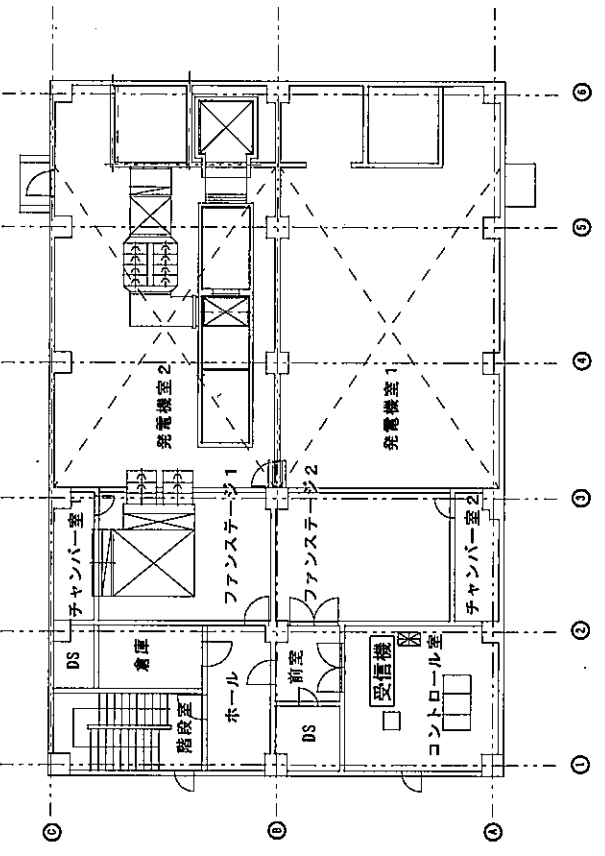 ⑥
⑤
④
③
②
①
Ⓒ
Ⓑ
Ⓐ
発電機室2
発電機室1
チャンバー室
ファンステージ1
ファンステージ2
チャンバー室2
DS
倉庫
階段室
ホール
前室
DS
受信機
コントロール室